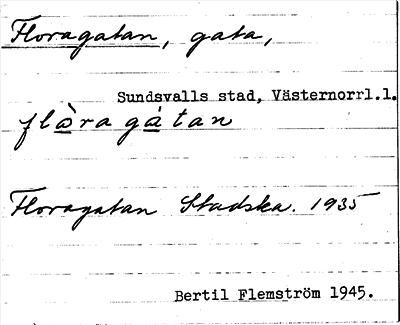 Floragatan, gata,
Sundsvalls stad, Västernorrl.l.
flòragátan
Floragatan Stadska. 1935
Bertil Flemström 1945.